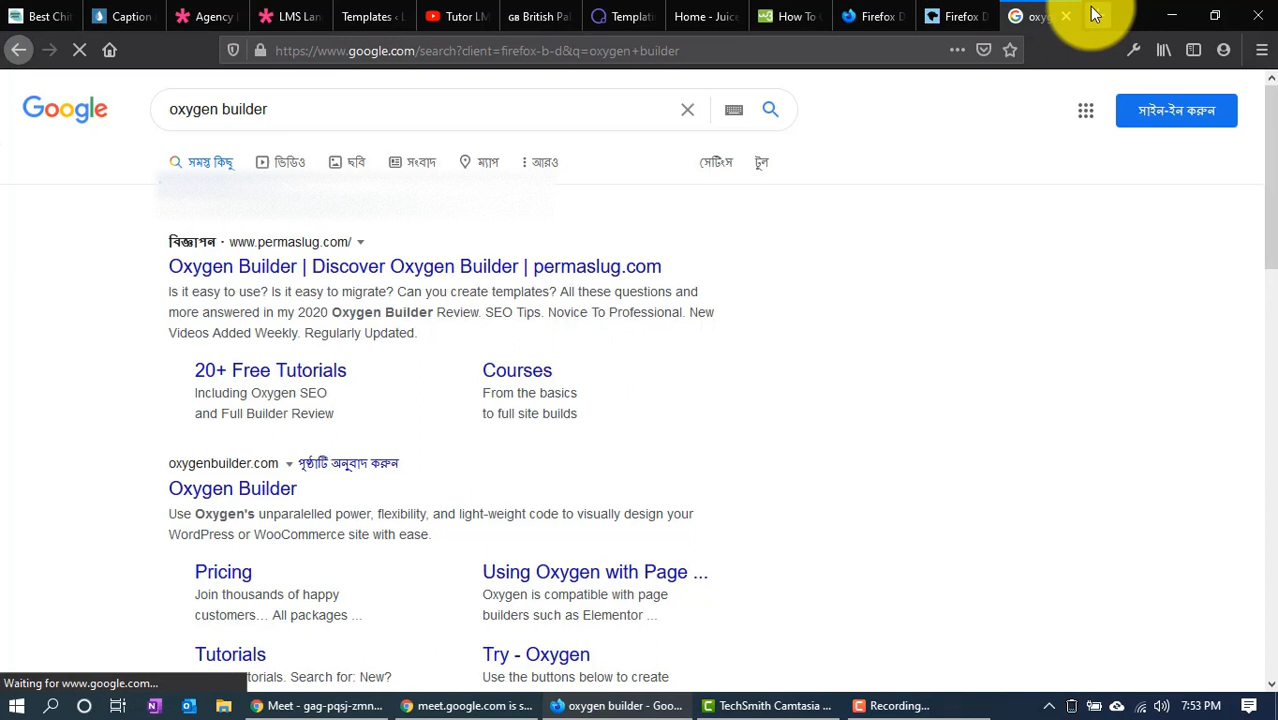 Best Chi
Caption
Agency
LMS Lan
Templates ‹ L
Tutor LM
GB British Pal
Templatin
Home - Juice
How To C
Firefox D
Firefox D
oxyg
https://www.google.com/search?client=firefox-b-d&q=oxygen+builder
Google
oxygen builder
সাইন-ইন করুন
সমস্ত কিছু
ভিডিও
ছবি
সংবাদ
ম্যাপ
আরও
সেটিংস
টুল
বিজ্ঞাপন · www.permaslug.com/
Oxygen Builder | Discover Oxygen Builder | permaslug.com
Is it easy to use? Is it easy to migrate? Can you create templates? All these questions and
more answered in my 2020 Oxygen Builder Review. SEO Tips. Novice To Professional. New
Videos Added Weekly. Regularly Updated.
20+ Free Tutorials
Including Oxygen SEO
and Full Builder Review
Courses
From the basics
to full site builds
oxygenbuilder.com পৃষ্ঠাটি অনুবাদ করুন
Oxygen Builder
Use Oxygen's unparalelled power, flexibility, and light-weight code to visually design your
WordPress or WooCommerce site with ease.
Pricing
Join thousands of happy
customers… All packages ...
Using Oxygen with Page ...
Oxygen is compatible with page
builders such as Elementor ...
Tutorials
torials. Search for: New?
Try - Oxygen
Use the buttons below to create
Waiting for www.google.com...
Meet - gag-pqsj-zmn...
meet.google.com is s...
oxygen builder - Goo...
TechSmith Camtasia ...
Recording...
7:53 PM